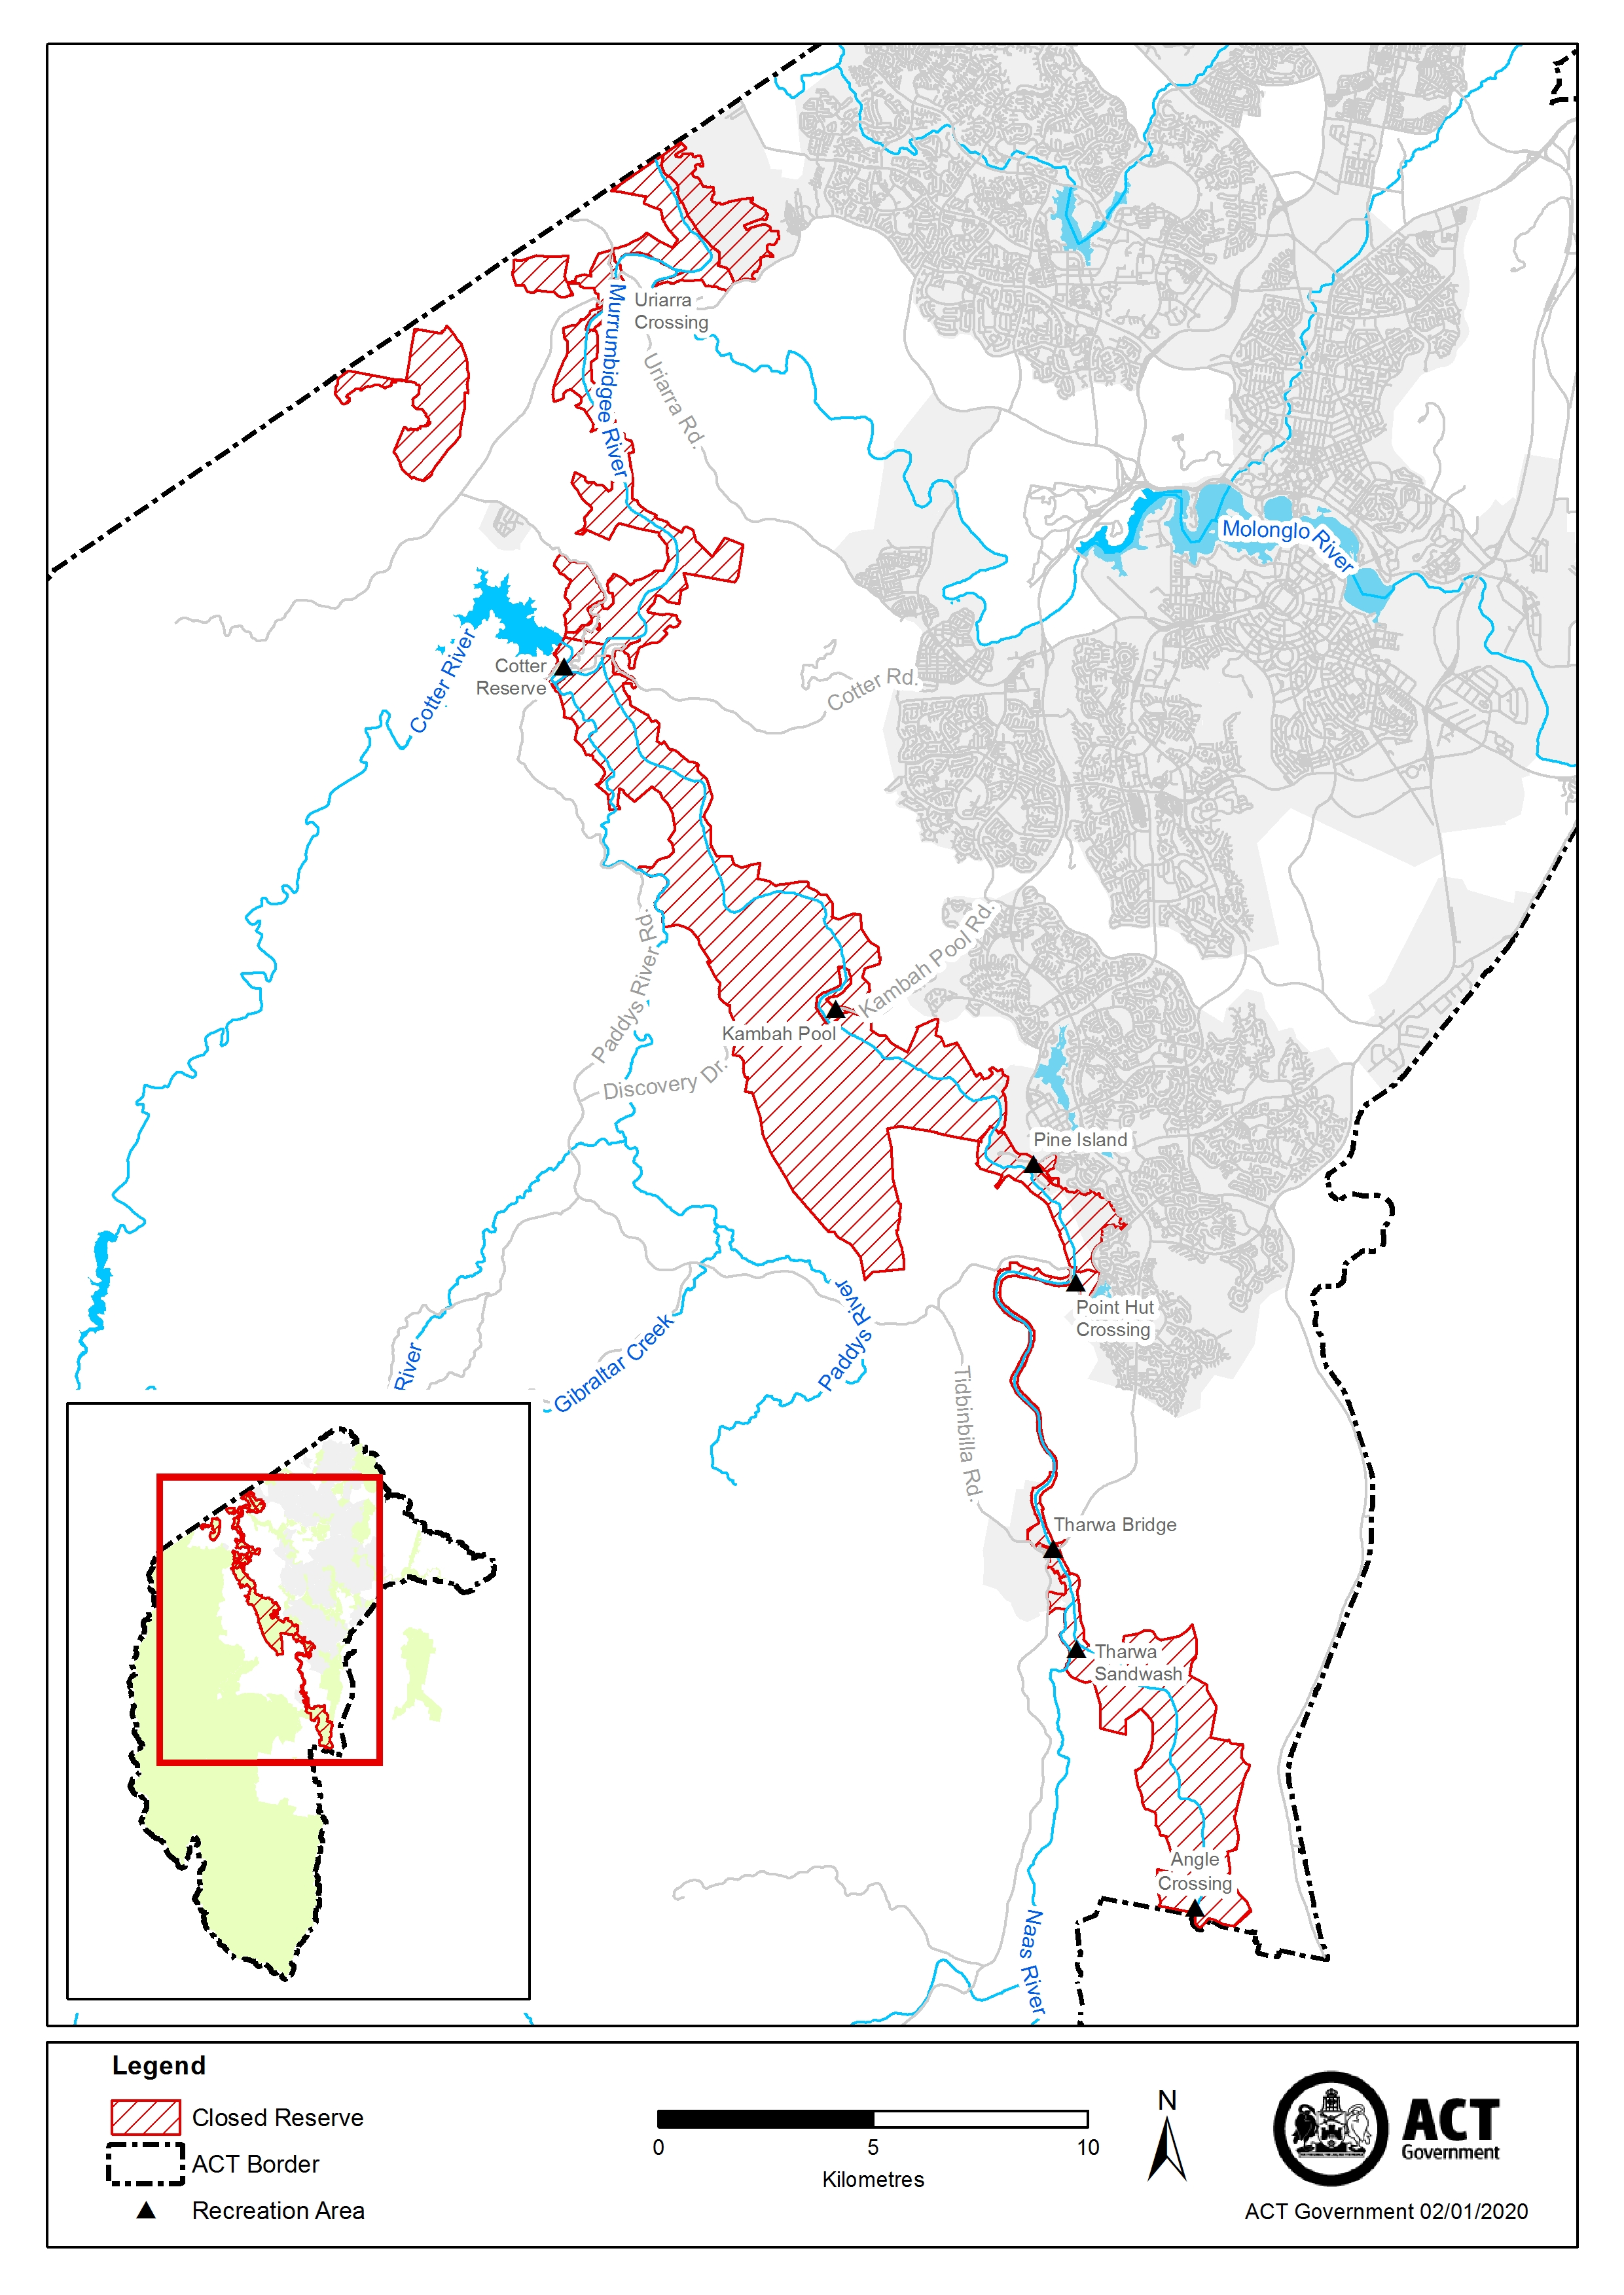 Uriarra
Crossing
Murrumbidgee River
Uriarra Rd.
Molonglo River
Cotter River
Cotter
Reserve
Cotter Rd.
Kambah Pool Rd.
Paddys River Rd.
Kambah Pool
Discovery Dr.
Pine Island
Point Hut
Crossing
Paddys River
Gibraltar Creek
River
Tidbinbilla Rd.
Tharwa Bridge
Tharwa
Sandwash
Angle
Crossing
Naas River
Legend
Closed Reserve
ACT Border
Recreation Area
0 5 10
Kilometres
N
ACT
Government
ACT Government 02/01/2020